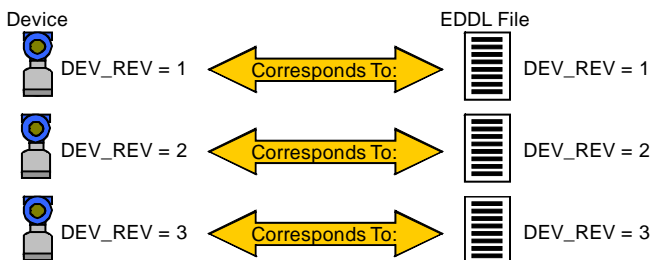 Device EDDL File
DEV_REV = 1 Corresponds To: DEV_REV = 1
DEV_REV = 2 Corresponds To: DEV_REV = 2
DEV_REV = 3 Corresponds To: DEV_REV = 3